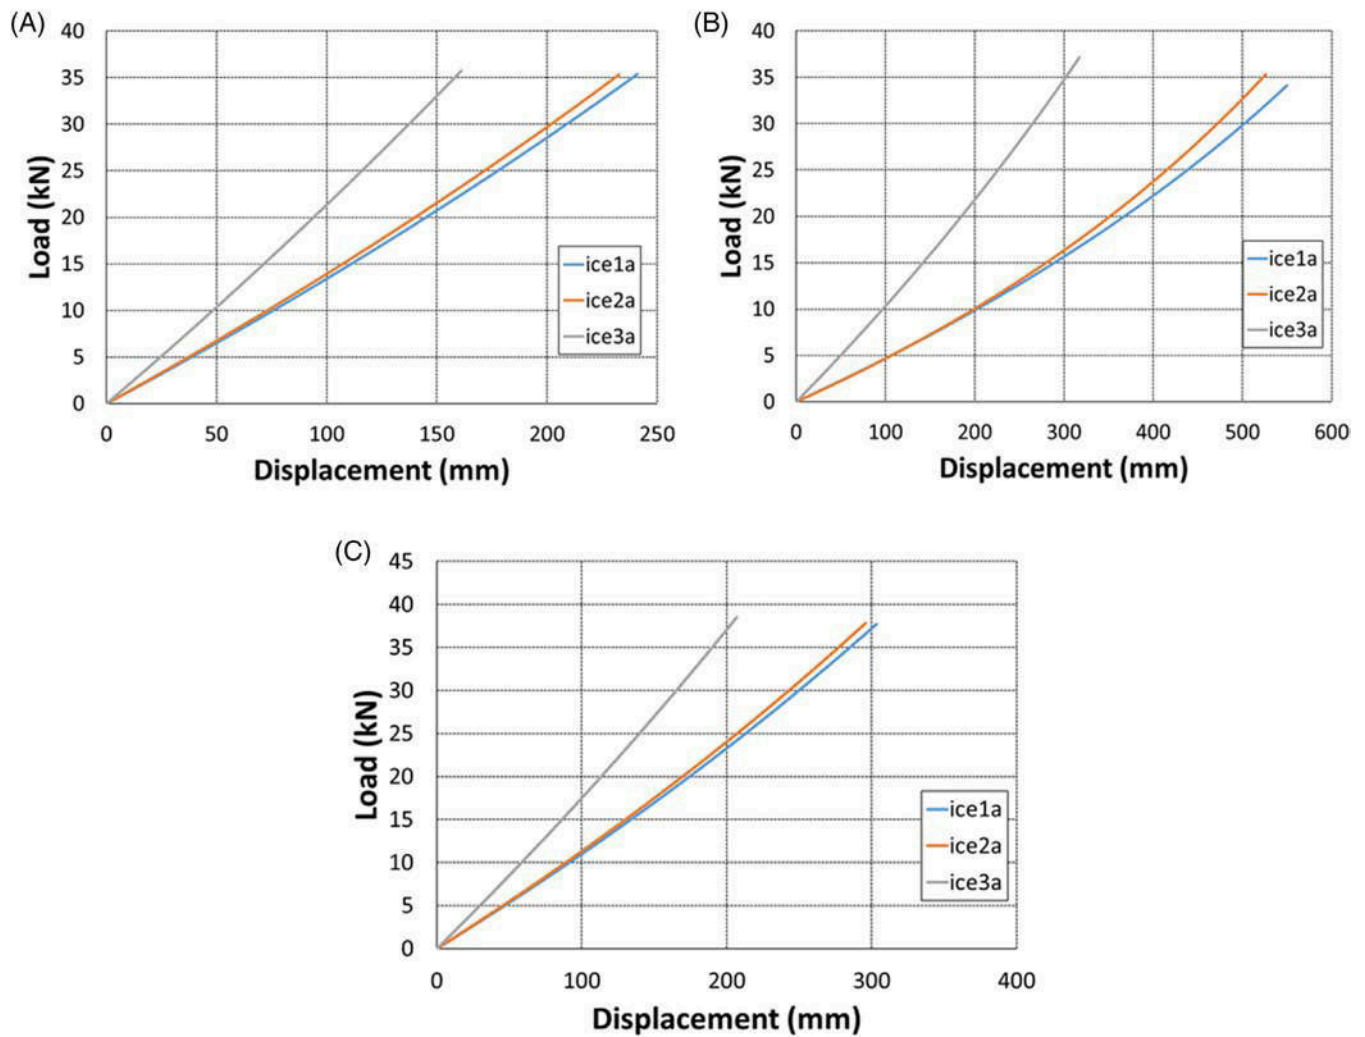 (A)
40
35
30
25
20
15
10
5
0
Load (kN)
ice1a
ice2a
ice3a
0 50 100 150 200 250
Displacement (mm)
(B)
40
35
30
25
20
15
10
5
0
Load (kN)
ice1a
ice2a
ice3a
0 100 200 300 400 500 600
Displacement (mm)
(C)
45
40
35
30
25
20
15
10
5
0
Load (kN)
ice1a
ice2a
ice3a
0 100 200 300 400
Displacement (mm)